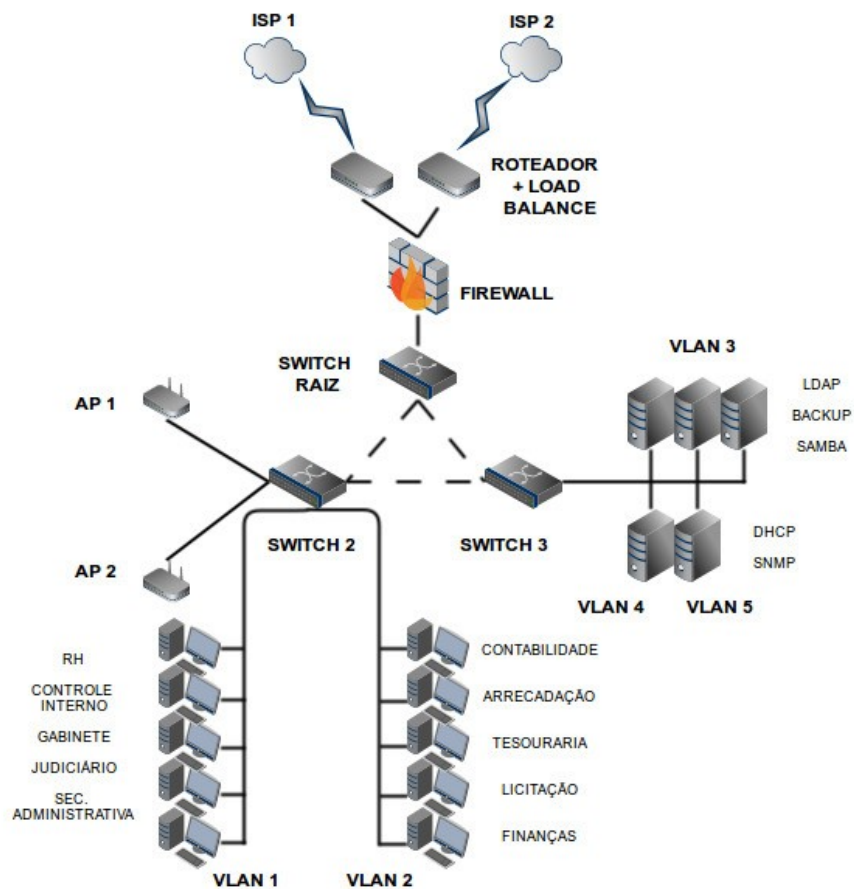 ISP 1
ISP 2
ROTEADOR
+ LOAD
BALANCE
FIREWALL
SWITCH
RAIZ
VLAN 3
LDAP
BACKUP
SAMBA
AP 1
SWITCH 2
SWITCH 3
DHCP
SNMP
AP 2
VLAN 4
VLAN 5
RH
CONTROLE
INTERNO
GABINETE
JUDICIÁRIO
SEC.
ADMINISTRATIVA
CONTABILIDADE
ARRECADAÇÃO
TESOURARIA
LICITAÇÃO
FINANÇAS
VLAN 1
VLAN 2